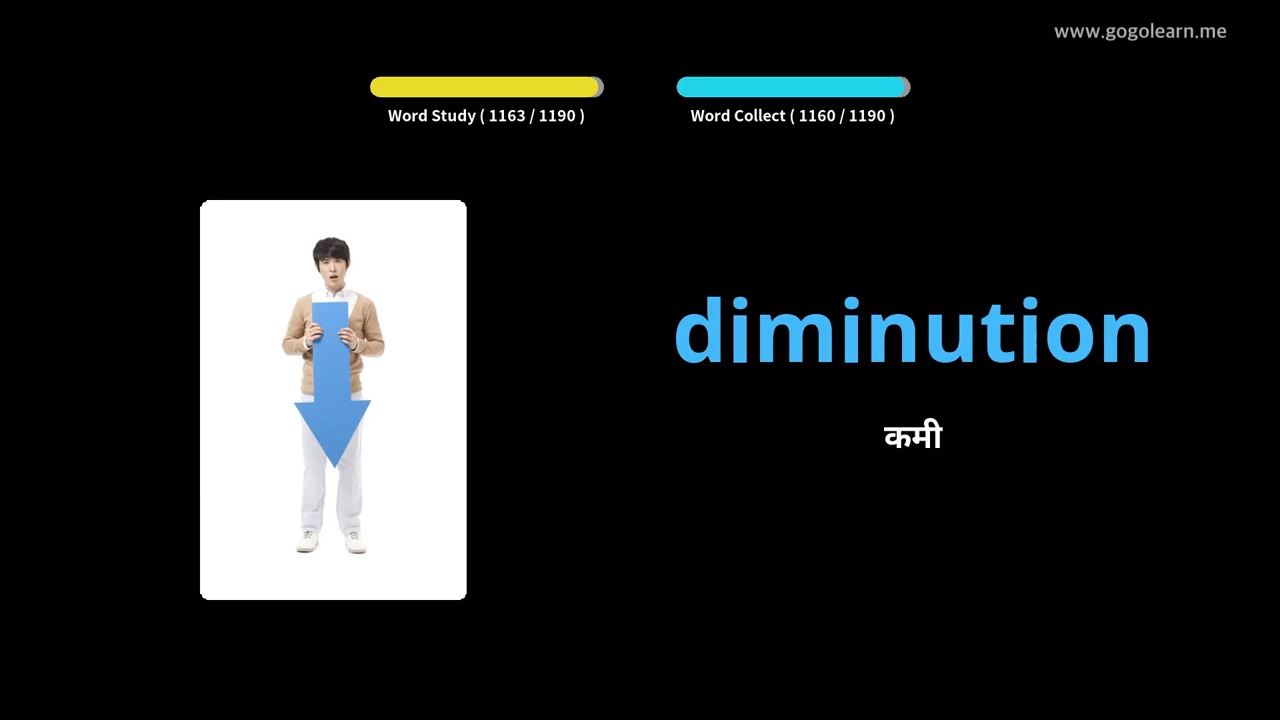 www.gogolearn.me
Word Study ( 1163 / 1190 )
Word Collect ( 1160 / 1190 )
diminution
कमी